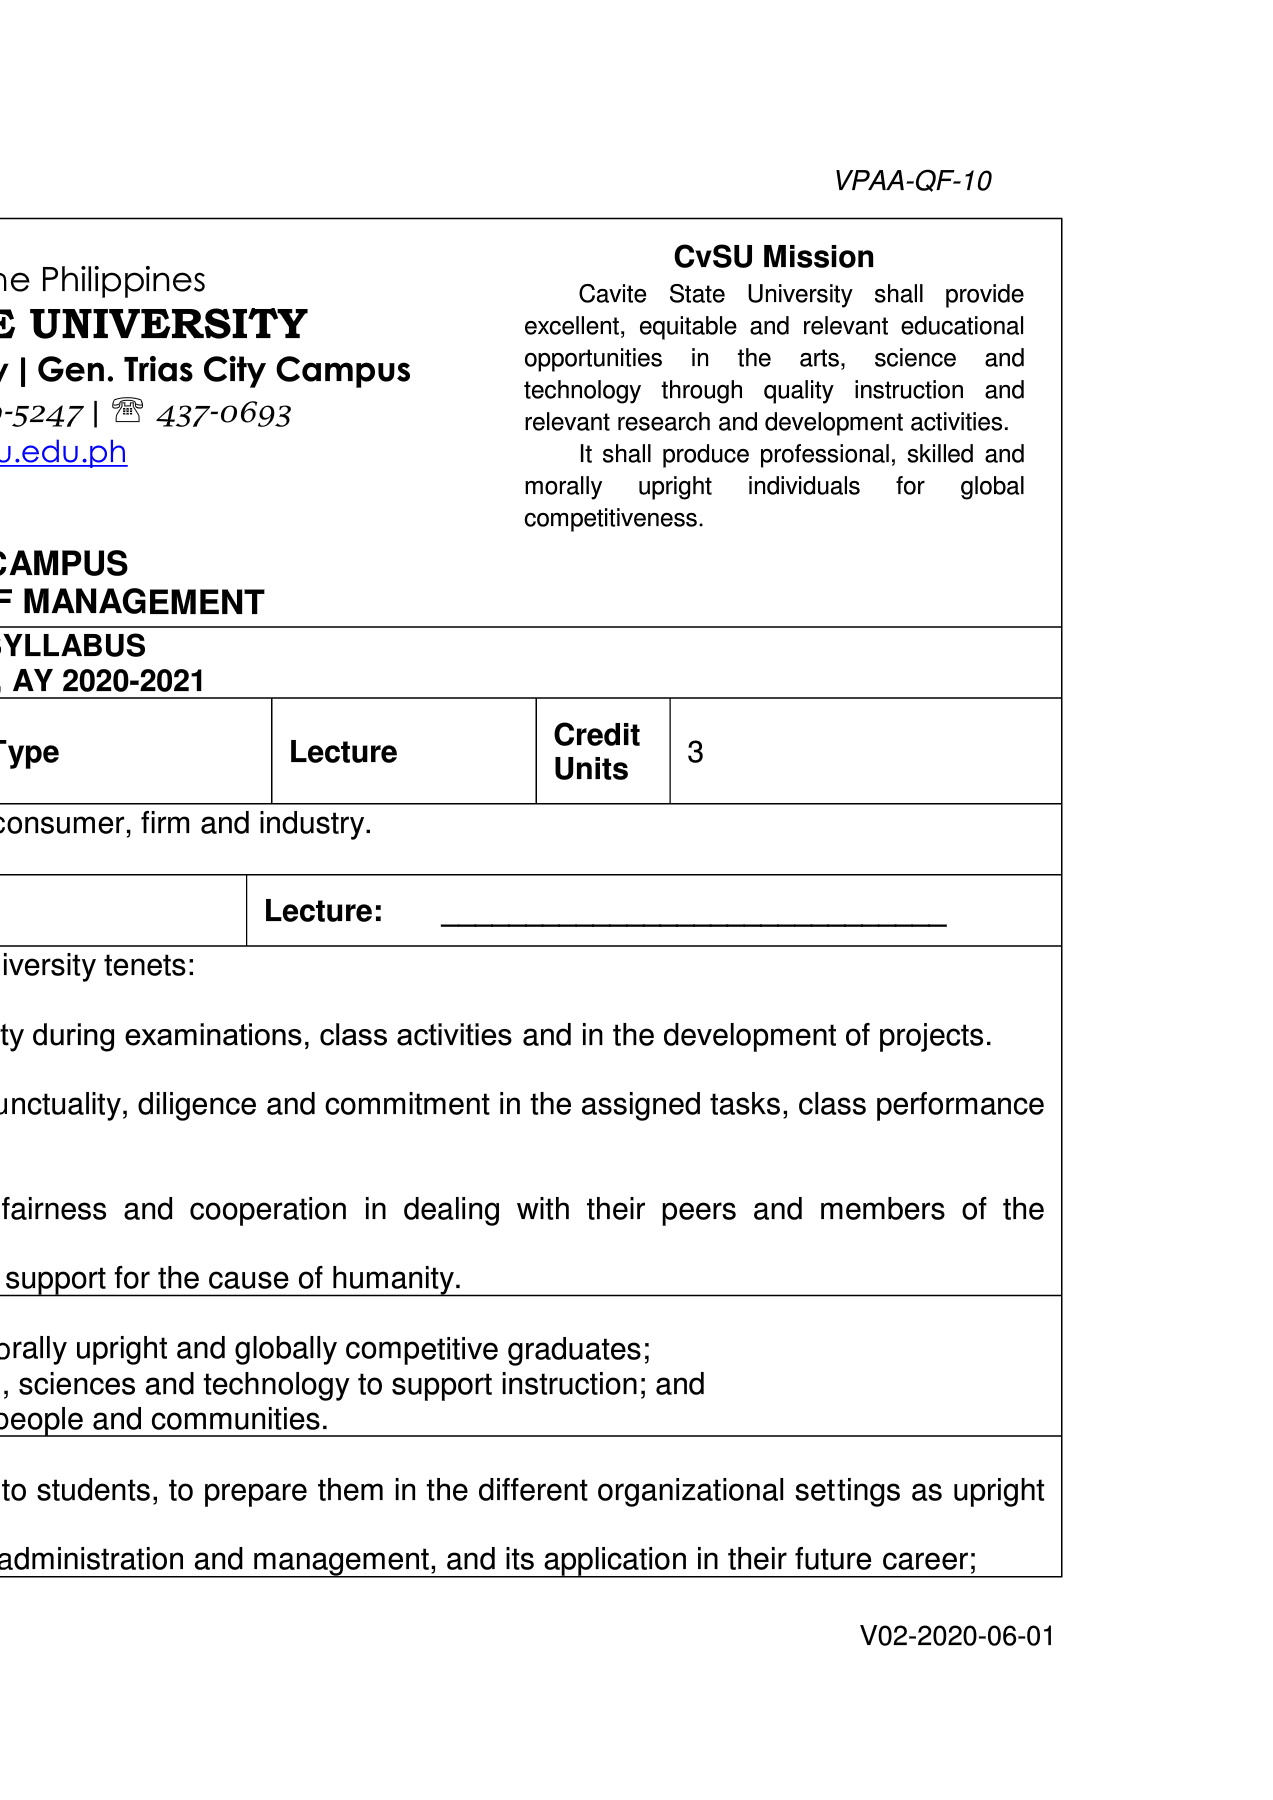 VPAA-QF-10
ne Philippines
E UNIVERSITY
y | Gen. Trias City Campus
-5247 | ☏ 437-0693
u.edu.ph
CvSU Mission
Cavite State University shall provide
excellent, equitable and relevant educational
opportunities in the arts, science and
technology through quality instruction and
relevant research and development activities.
It shall produce professional, skilled and
morally upright individuals for global
competitiveness.
CAMPUS
F MANAGEMENT
SYLLABUS
, AY 2020-2021
Type
Lecture
Credit
Units
3
consumer, firm and industry.
Lecture: ______________________________
iversity tenets:
ty during examinations, class activities and in the development of projects.
unctuality, diligence and commitment in the assigned tasks, class performance
fairness and cooperation in dealing with their peers and members of the
support for the cause of humanity.
orally upright and globally competitive graduates;
, sciences and technology to support instruction; and
people and communities.
to students, to prepare them in the different organizational settings as upright
administration and management, and its application in their future career;
V02-2020-06-01